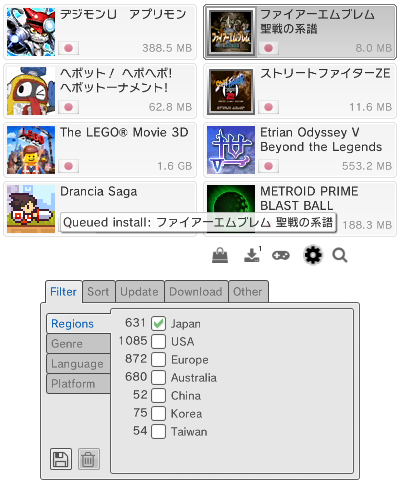 デジモンU　アプリモン
388.5 MB
ファイアーエムブレム
聖戦の系譜
8.0 MB
ヘボット！ ヘボヘボ!
ヘボットーナメント!
62.8 MB
ストリートファイターZE
11.6 MB
The LEGO® Movie 3D
1.6 GB
Etrian Odyssey V
Beyond the Legends
553.2 MB
Drancia Saga
METROID PRIME
BLAST BALL
188.3 MB
Queued install: ファイアーエムブレム 聖戦の系譜
1
Filter
Sort
Update
Download
Other
Regions
Genre
Language
Platform
631 Japan
1085 USA
872 Europe
680 Australia
52 China
75 Korea
54 Taiwan